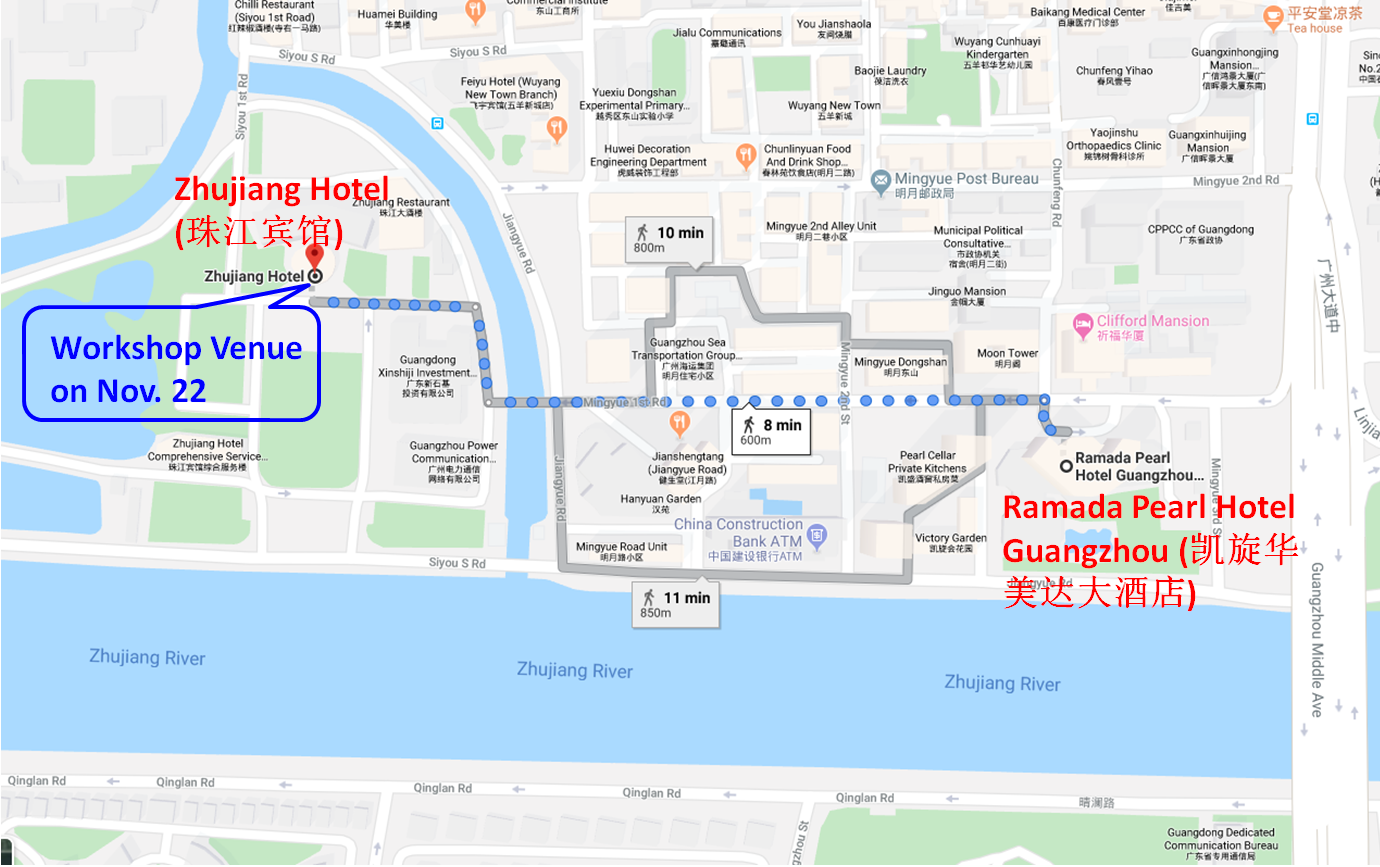 Chilli Restaurant
(Siyou 1st Road)
红辣椒酒楼(寺右一马路)
Huamei Building
华美楼
Commercial Institute
东山工商所
You Jianshaola
友间烧腊
Baikang Medical Center
百康医疗门诊部
佳吉美
平安堂凉茶
Tea house
Siyou S Rd
Siyou S Rd
Jialu Communications
嘉璐通讯
Wuyang Cunhuayi
Kindergarten
五羊邨华艺幼儿园
Guangxinhongjing
Mansion...
广信鸿景大厦(广
信晖景大厦东南)
No.2
Siyou 1st Rd
Feiyu Hotel (Wuyang
New Town Branch)
飞宇宾馆(五羊新城店)
Yuexiu Dongshan
Experimental Primary...
越秀区东山实验小学
Baojie Laundry
葆洁洗衣
Chunfeng Yihao
春风壹号
Wuyang New Town
五羊新城
Huwei Decoration
Engineering Department
虎威装饰工程部
Chunlinyuan Food
And Drink Shop...
春林苑饮食店(明月二路)
Yaojinshu
Orthopaedics Clinic
姚锦树骨科诊所
Guangxinhuijing
Mansion
广信晖景大厦
Mingyue Post Bureau
明月邮政局
Chunfeng Rd
Mingyue 2nd Rd
Zhujiang Hotel
(珠江宾馆)
Zhujiang Restaurant
珠江大酒楼
Jiangyue Rd
10 min
800m
Mingyue 2nd Alley Unit
明月二巷小区
Municipal Political
Consultative...
市政协机关
宿舍(明月二街)
CPPCC of Guangdong
广东省政协
Zhujiang Hotel
广州大道中
Jinguo Mansion
金帼大厦
Clifford Mansion
祈福华厦
Workshop Venue
on Nov. 22
Guangdong
Xinshiji Investment...
广东新石基
投资有限公司
Guangzhou Sea
Transportation Group...
广州海运集团
明月住宅小区
Mingyue 2nd St
Mingyue Dongshan
明月东山
Moon Tower
明月阁
Mingyue 1st Rd
8 min
600m
Linjia
Zhujiang Hotel
Comprehensive Service...
珠江宾馆综合服务楼
Guangzhou Power
Communication...
广州电力通信
网络有限公司
Jianshengtang
(Jiangyue Road)
健生堂(江月路)
Pearl Cellar
Private Kitchens
凯盛酒窖私房菜
Ramada Pearl
Hotel Guangzhou...
Mingyue 3rd St
Jiangyue Rd
Hanyuan Garden
汉苑
Ramada Pearl Hotel
Guangzhou (凯旋华
美达大酒店)
China Construction
Bank ATM
中国建设银行ATM
Victory Garden
凯旋会花园
Mingyue Road Unit
明月路小区
Siyou S Rd
Jiangyue Rd
11 min
850m
Guangzhou Middle Ave
Zhujiang River
Zhujiang River
Zhujiang River
Qinglan Rd
Qinglan Rd
Qinglan Rd
Qinglan Rd
Qinglan Rd
晴澜路
Guangdong Dedicated
Communication Bureau
广东省专用通信局